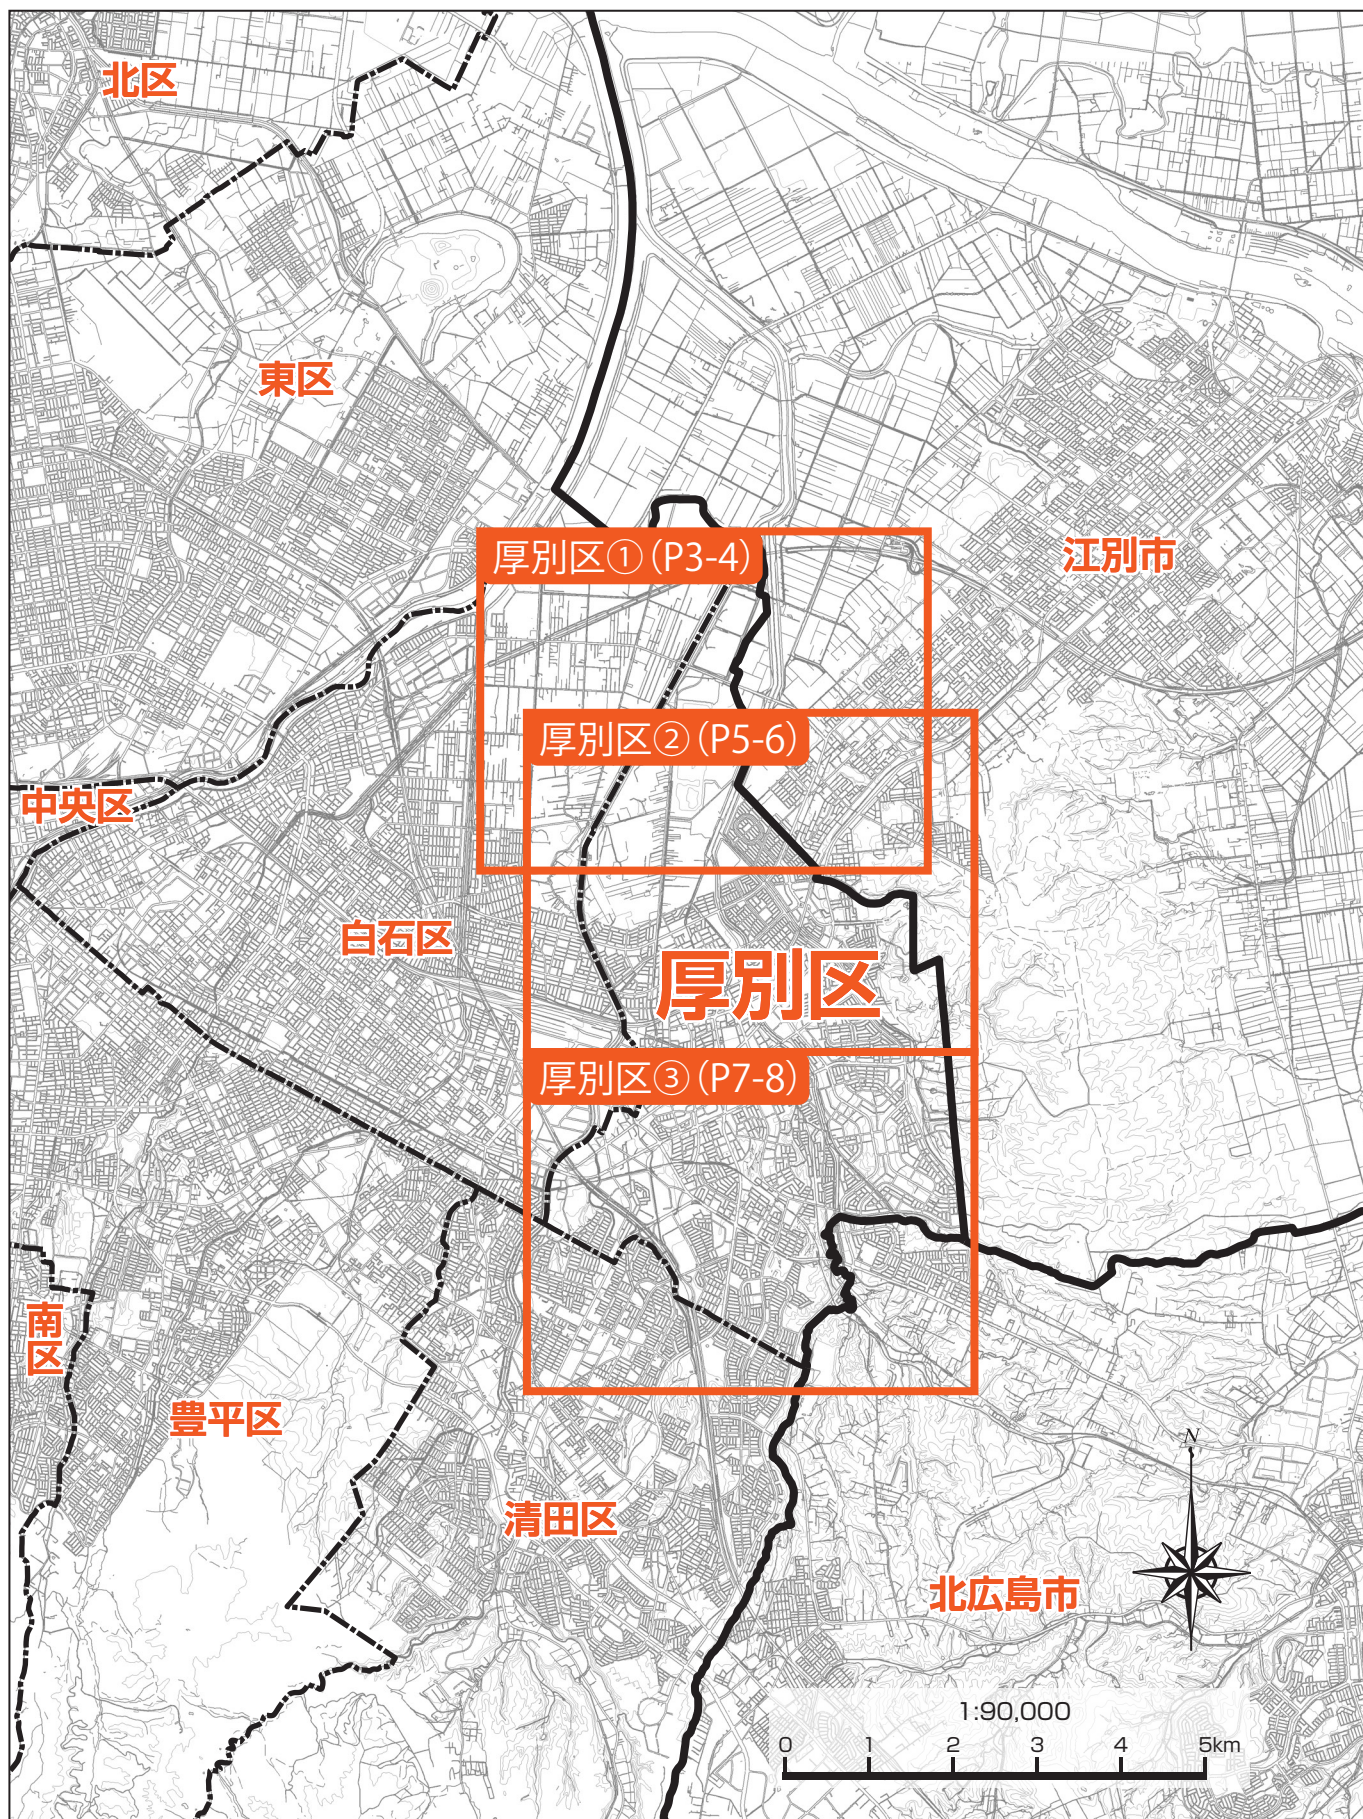 北区
東区
厚別区① (P3-4)
江別市
厚別区② (P5-6)
中央区
白石区
厚別区
厚別区③ (P7-8)
南区
豊平区
清田区
N
北広島市
1:90,000
0 1 2 3 4 5km